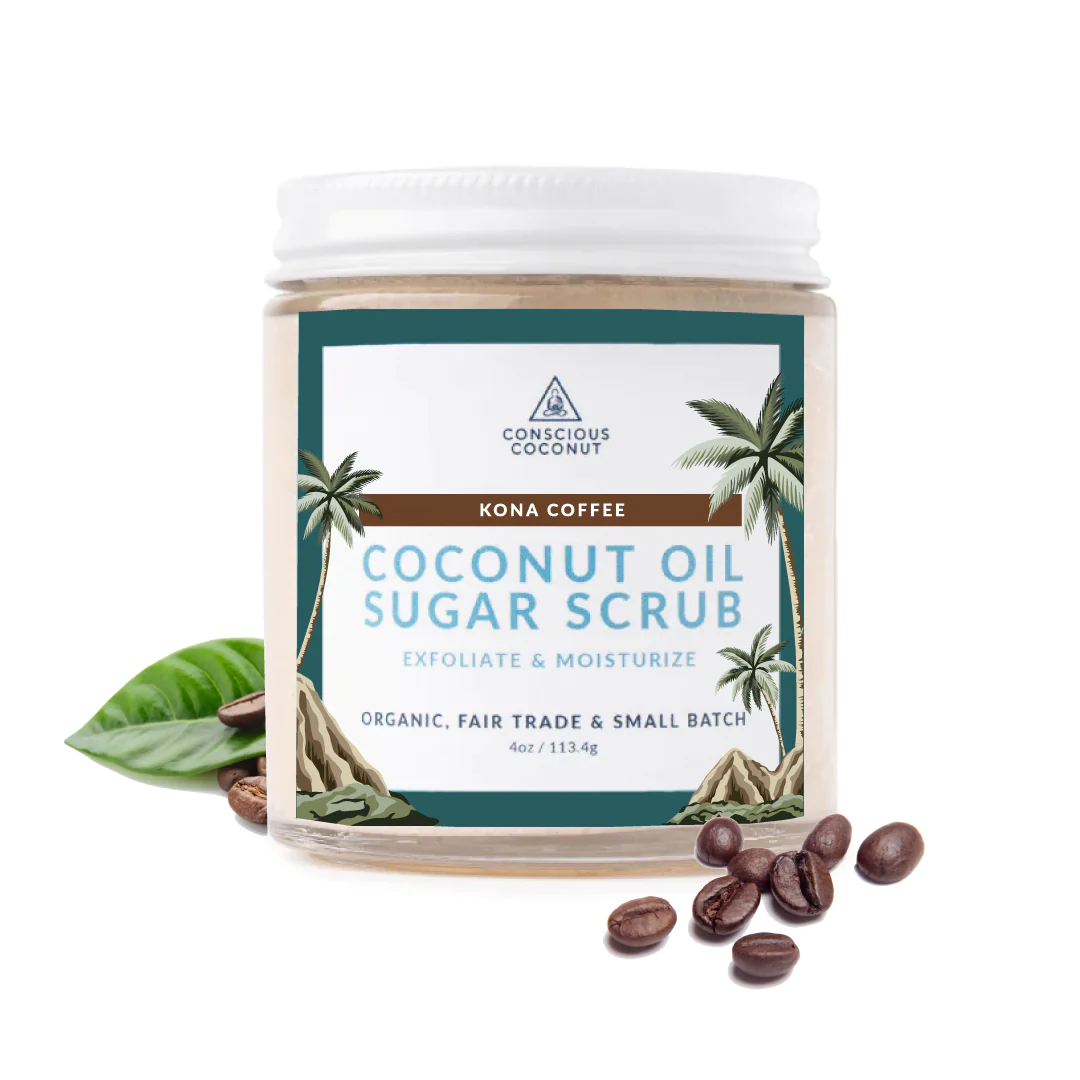 CONSCIOUS
COCONUT
KONA COFFEE
COCONUT OIL
SUGAR SCRUB
EXFOLIATE & MOISTURIZE
ORGANIC, FAIR TRADE & SMALL BATCH
4oz / 113.4g